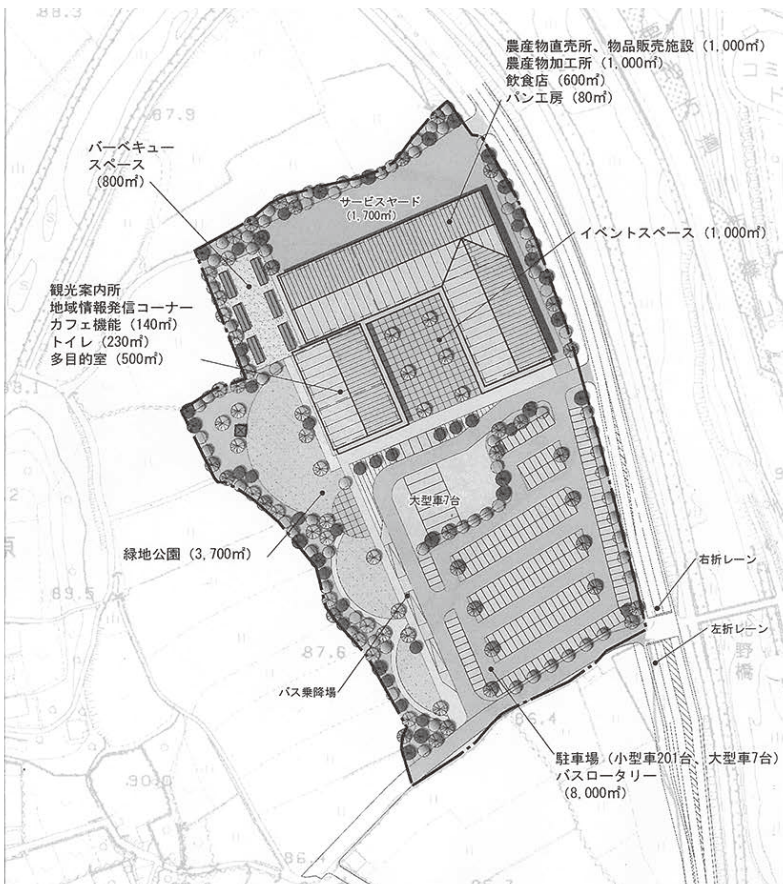 88.3
農産物直売所、物品販売施設（1,000㎡）
農産物加工所（1,000㎡）
飲食店（600㎡）
パン工房（80㎡）
87.9
バーベキュー
スペース
（800㎡）
サービスヤード
（1,700㎡）
イベントスペース（1,000㎡）
観光案内所
地域情報発信コーナー
カフェ機能（140㎡）
トイレ（230㎡）
多目的室（500㎡）
大型車7台
緑地公園（3,700㎡）
原
89.5
右折レーン
左折レーン
野橋
87.6
バス乗降場
86.4
駐車場（小型車201台、大型車7台）
バスロータリー
（8,000㎡）
90.0